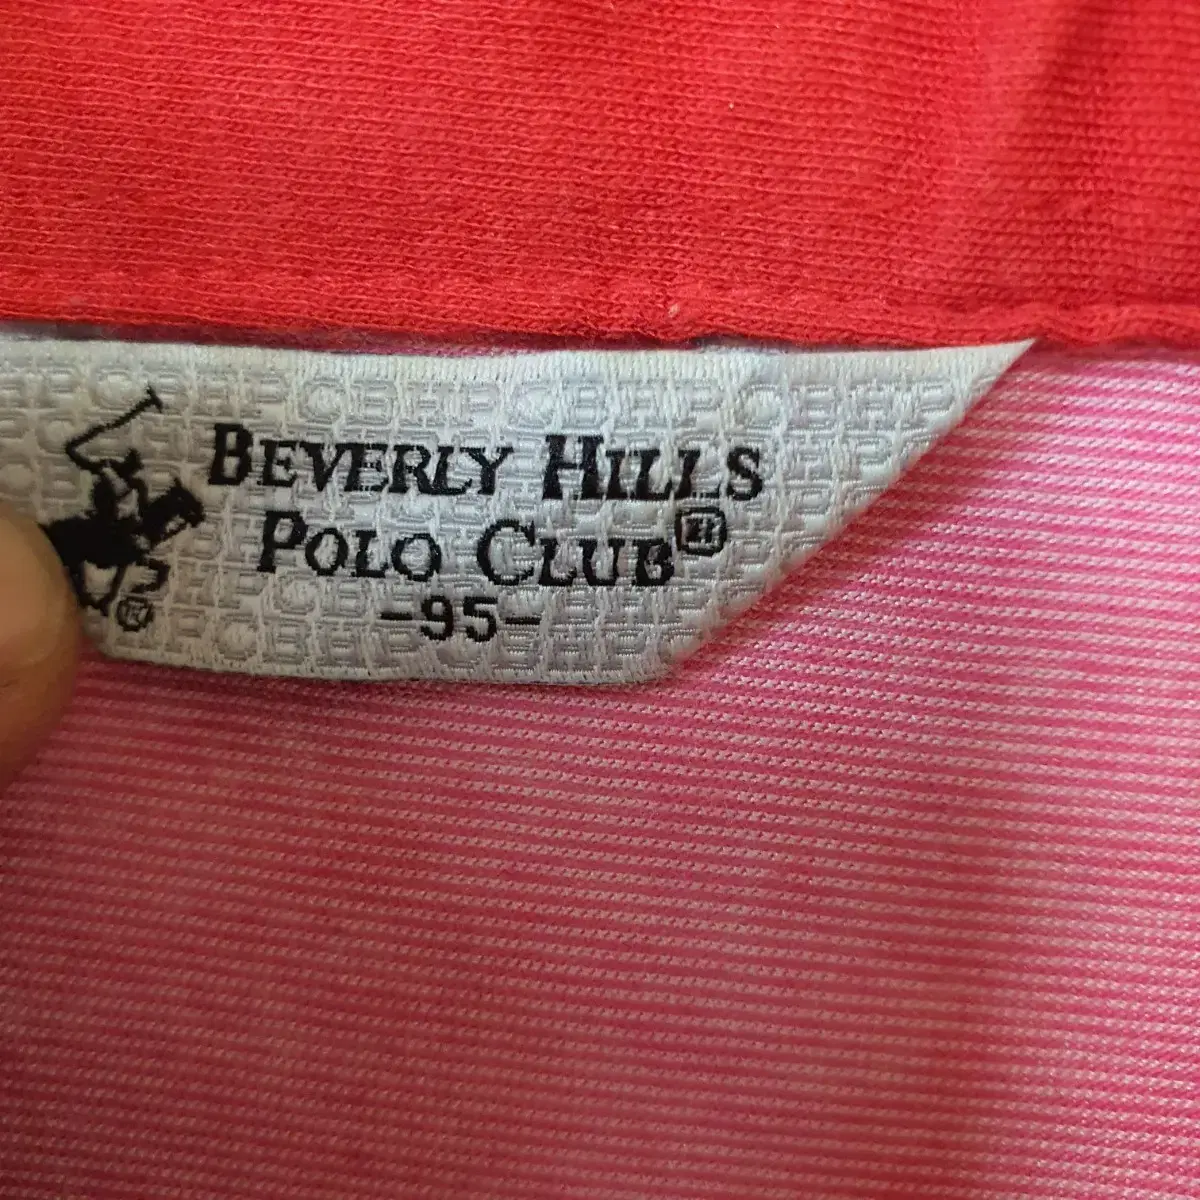 BEVERLY HILLS
POLO CLUB®
-95-